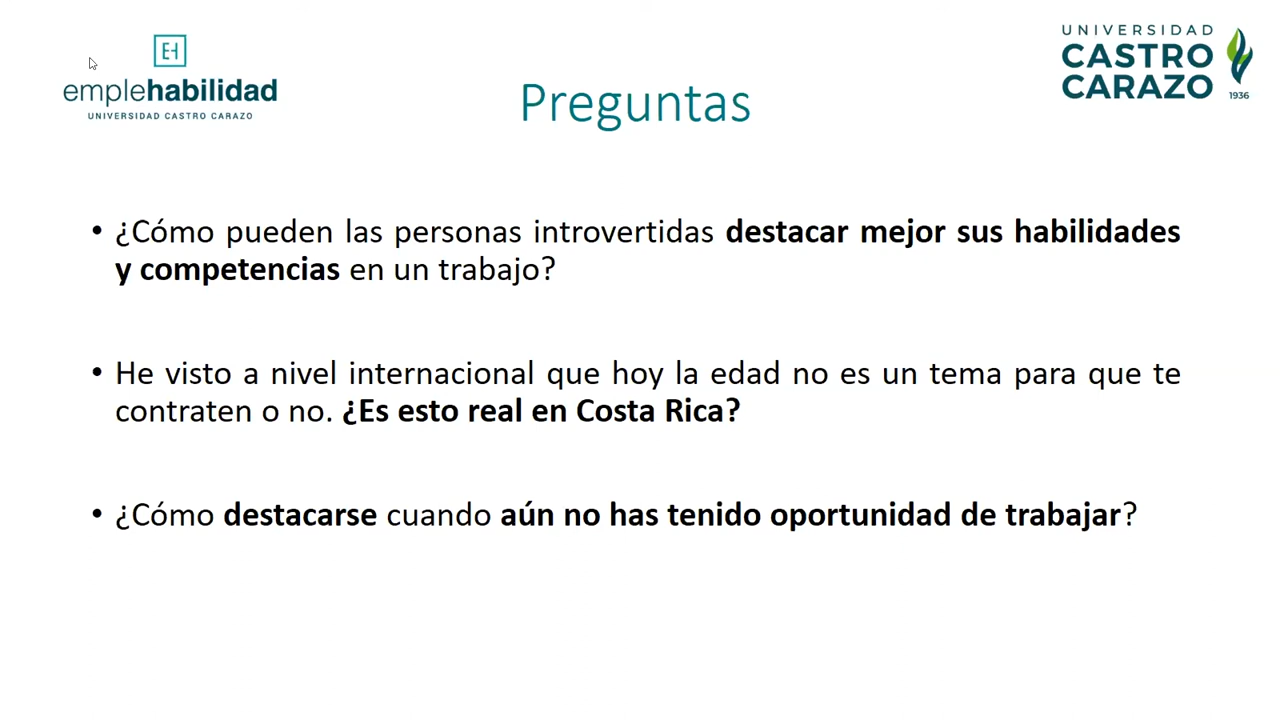 EH
emplehabilidad
UNIVERSIDAD CASTRO CARAZO
UNIVERSIDAD
CASTRO
CARAZO
1936
Preguntas
• ¿Cómo pueden las personas introvertidas destacar mejor sus habilidades
y competencias en un trabajo?
• He visto a nivel internacional que hoy la edad no es un tema para que te
contraten o no. ¿Es esto real en Costa Rica?
• ¿Cómo destacarse cuando aún no has tenido oportunidad de trabajar?